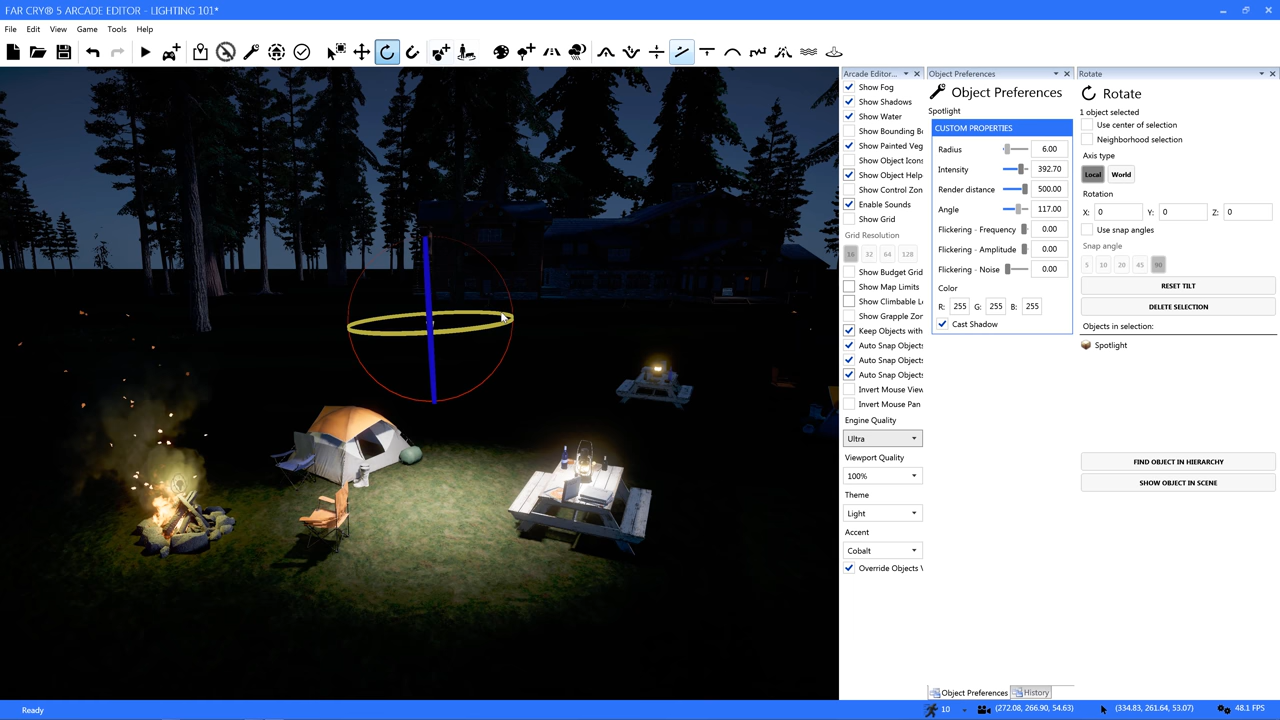 FAR CRY® 5 ARCADE EDITOR - LIGHTING 101*
File Edit View Game Tools Help
Arcade Editor...
Show Fog
Show Shadows
Show Water
Show Bounding B
Show Painted Veg
Show Object Icon
Show Object Help
Show Control Zon
Enable Sounds
Show Grid
Grid Resolution
16 32 64 128
Show Budget Grid
Show Map Limits
Show Climbable L
Show Grapple Zon
Keep Objects with
Auto Snap Object
Auto Snap Object
Auto Snap Object
Invert Mouse View
Invert Mouse Pan
Engine Quality
Ultra
Viewport Quality
100%
Theme
Light
Accent
Cobalt
Override Objects V
Object Preferences
Object Preferences
Spotlight
CUSTOM PROPERTIES
Radius 6.00
Intensity 392.70
Render distance 500.00
Angle 117.00
Flickering - Frequency 0.00
Flickering - Amplitude 0.00
Flickering - Noise 0.00
Color
R: 255 G: 255 B: 255
Cast Shadow
Object Preferences History
Rotate
Rotate
1 object selected
Use center of selection
Neighborhood selection
Axis type
Local World
Rotation
X: 0 Y: 0 Z: 0
Use snap angles
Snap angle
5 10 20 45 90
RESET TILT
DELETE SELECTION
Objects in selection:
Spotlight
FIND OBJECT IN HIERARCHY
SHOW OBJECT IN SCENE
Ready 10 (272.08, 266.90, 54.63) (334.83, 261.64, 53.07) 48.1 FPS